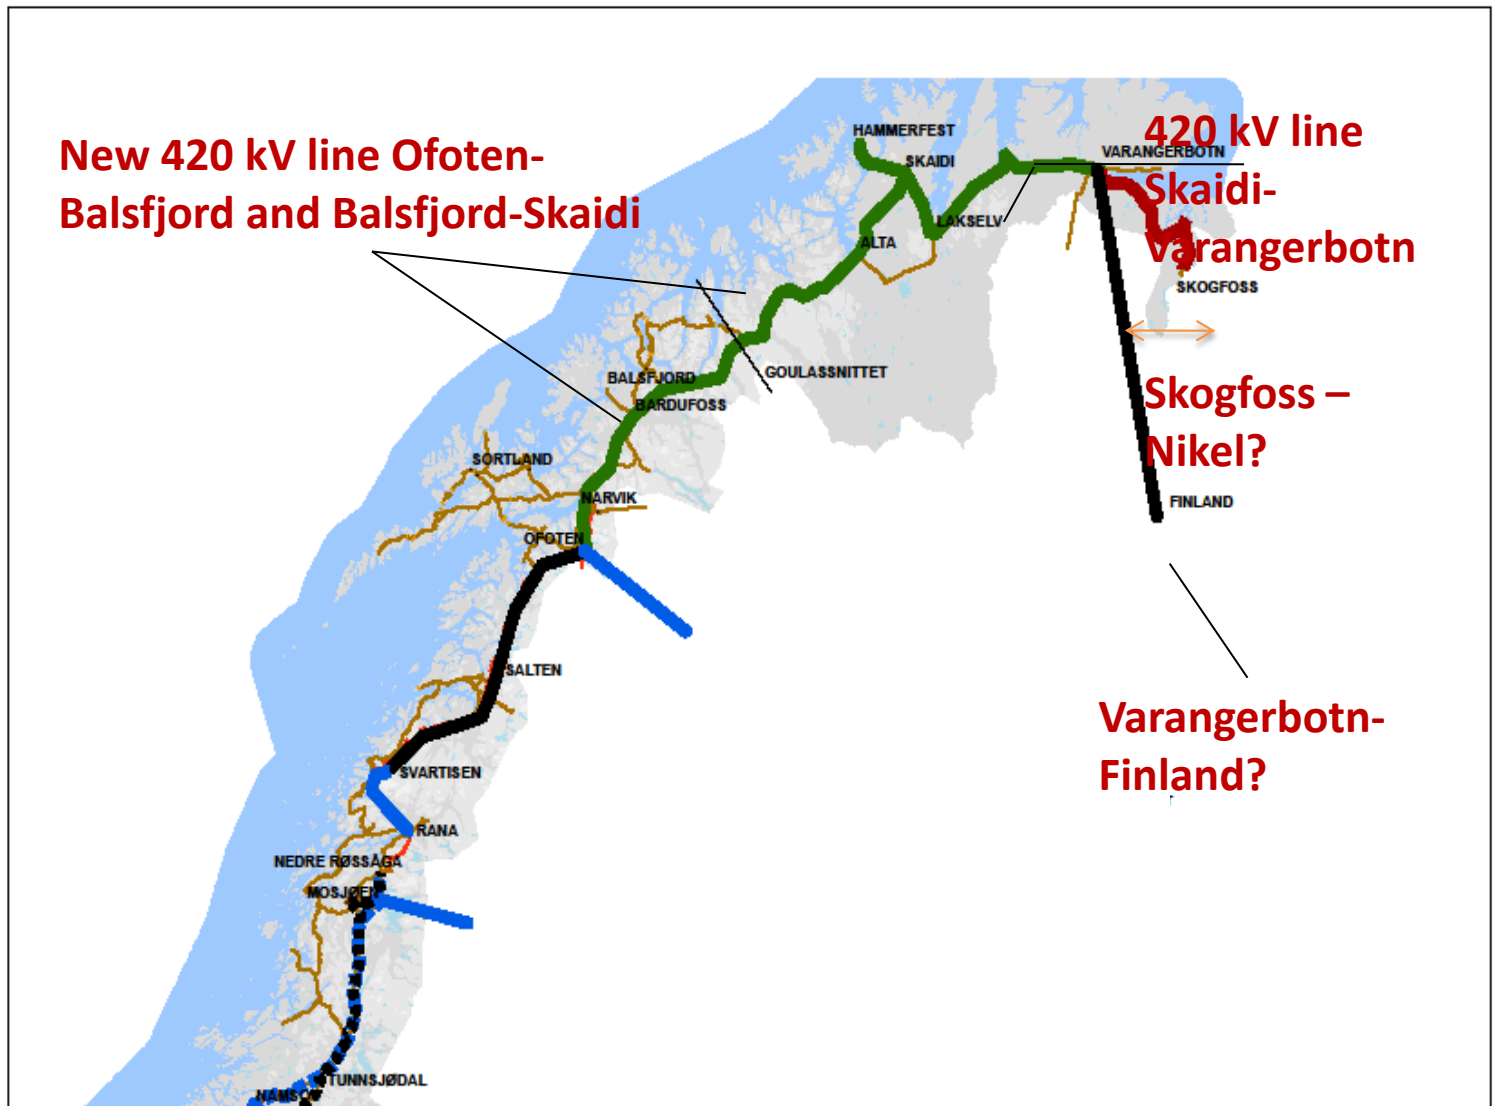 HAMMERFEST
420 kV line
New 420 kV line Ofoten-
Balsfjord and Balsfjord-Skaidi
VARANGERBOTN
SKAIDI
Skaidi-
Varangerbotn
LAKSELV
ALTA
SKOGFOSS
GOULASSNITTET
BALSFJORD
BARDUFOSS
Skogfoss –
Nikel?
SORTLAND
NARVIK
FINLAND
OFOTEN
SALTEN
Varangerbotn-
Finland?
SVARTISEN
RANA
NEDRE RØSSÅGA
MOSJØEN
TUNNSJØDAL